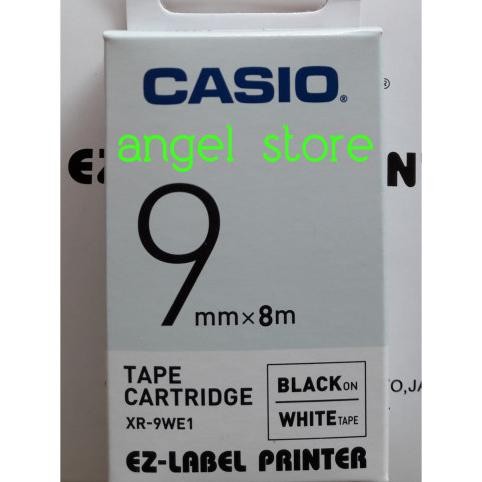 CASIO®
angel store
9
mm×8m
TAPE
CARTRIDGE
XR-9WE1
BLACK ON
WHITE TAPE
EZ-LABEL PRINTER